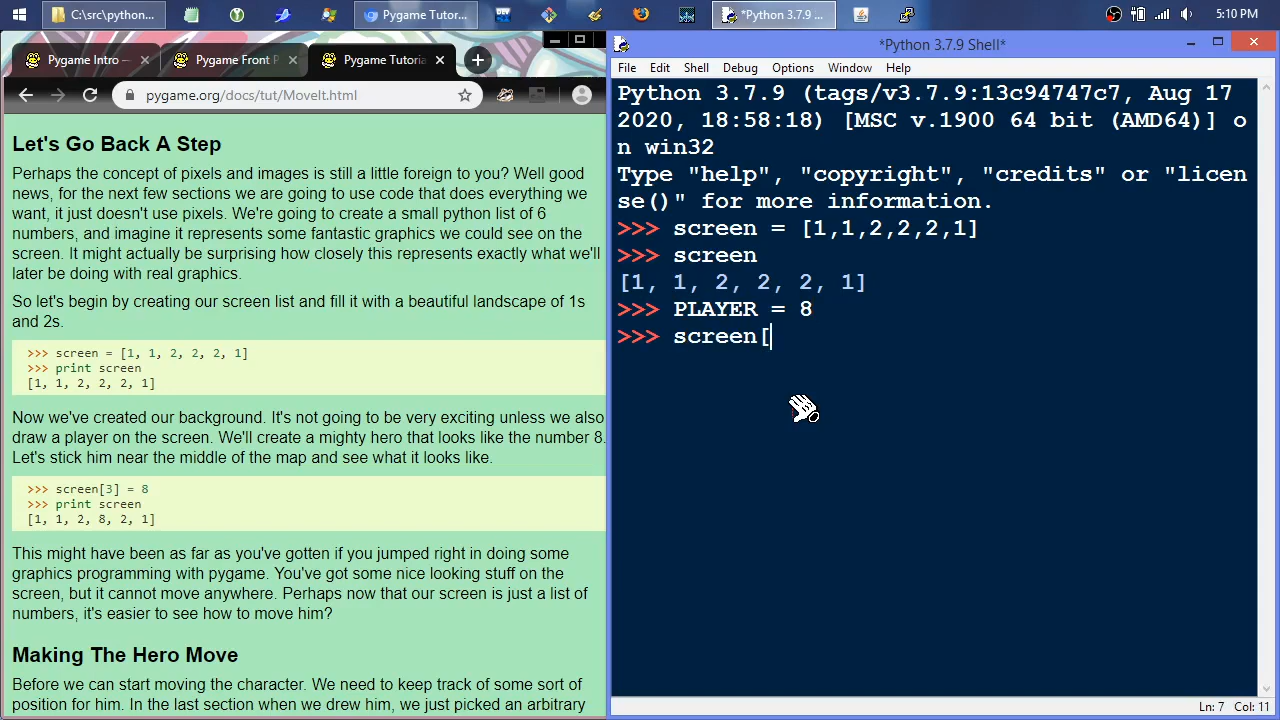 C:\src\python...
Pygame Tutor...
*Python 3.7.9 ...
5:10 PM
Pygame Intro —
Pygame Front P
Pygame Tutoria
pygame.org/docs/tut/MoveIt.html
Let's Go Back A Step
Perhaps the concept of pixels and images is still a little foreign to you? Well good
news, for the next few sections we are going to use code that does everything we
want, it just doesn't use pixels. We're going to create a small python list of 6
numbers, and imagine it represents some fantastic graphics we could see on the
screen. It might actually be surprising how closely this represents exactly what we'll
later be doing with real graphics.
So let's begin by creating our screen list and fill it with a beautiful landscape of 1s
and 2s.
>>> screen = [1, 1, 2, 2, 2, 1]
>>> print screen
[1, 1, 2, 2, 2, 1]
Now we've created our background. It's not going to be very exciting unless we also
draw a player on the screen. We'll create a mighty hero that looks like the number 8.
Let's stick him near the middle of the map and see what it looks like.
>>> screen[3] = 8
>>> print screen
[1, 1, 2, 8, 2, 1]
This might have been as far as you've gotten if you jumped right in doing some
graphics programming with pygame. You've got some nice looking stuff on the
screen, but it cannot move anywhere. Perhaps now that our screen is just a list of
numbers, it's easier to see how to move him?
Making The Hero Move
Before we can start moving the character. We need to keep track of some sort of
position for him. In the last section when we drew him, we just picked an arbitrary
*Python 3.7.9 Shell*
File Edit Shell Debug Options Window Help
Python 3.7.9 (tags/v3.7.9:13c94747c7, Aug 17
2020, 18:58:18) [MSC v.1900 64 bit (AMD64)] o
n win32
Type "help", "copyright", "credits" or "licen
se()" for more information.
>>> screen = [1,1,2,2,2,1]
>>> screen
[1, 1, 2, 2, 2, 1]
>>> PLAYER = 8
>>> screen[
Ln: 7 Col: 11